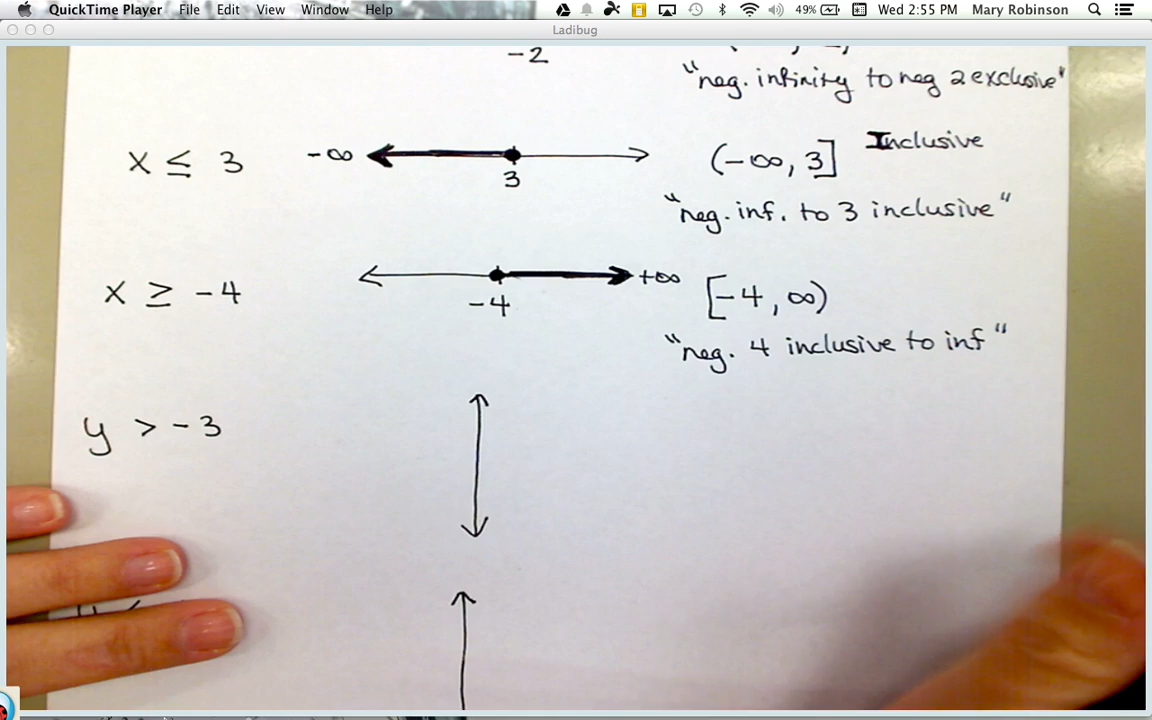 QuickTime Player File Edit View Window Help 49% Wed 2:55 PM Mary Robinson
Ladibug
-2
"neg. infinity to neg 2 exclusive"
x ≤ 3 -∞ 3 (-∞, 3] Inclusive
"neg. inf. to 3 inclusive"
x ≥ -4 -4 +∞ [-4, ∞)
"neg. 4 inclusive to inf"
y > -3